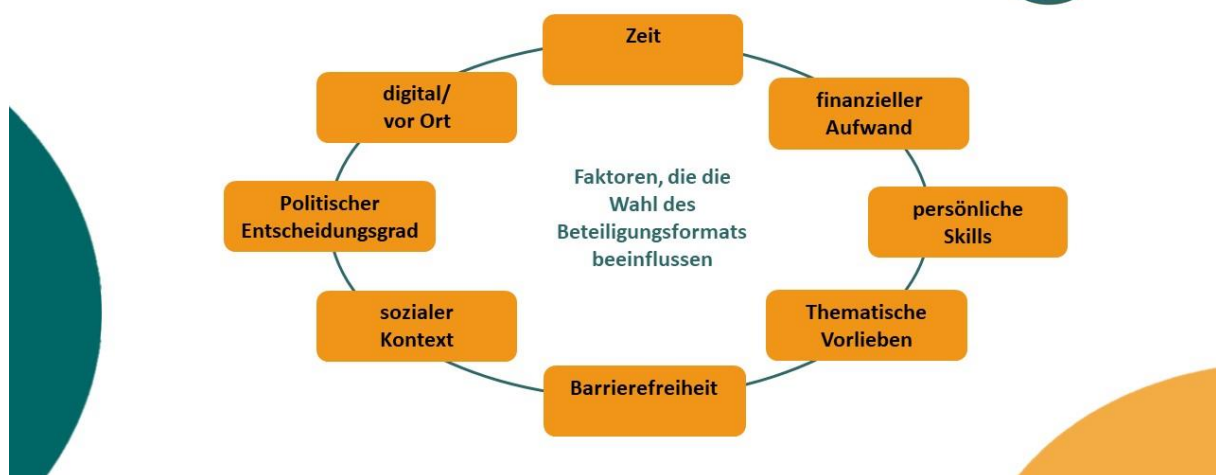 Zeit
finanzieller
Aufwand
persönliche
Skills
Thematische
Vorlieben
Barrierefreiheit
sozialer
Kontext
Politischer
Entscheidungsgrad
digital/
vor Ort
Faktoren, die die
Wahl des
Beteiligungsformats
beeinflussen